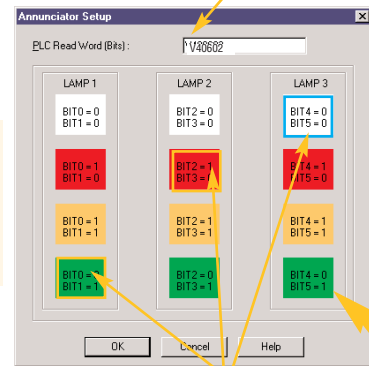 Annunciator Setup
PLC Read Word (Bits) : V40602
LAMP 1 LAMP 2 LAMP 3
BIT0 = 0 BIT2 = 0 BIT4 = 0
BIT1 = 0 BIT3 = 0 BIT5 = 0
BIT0 = 1 BIT2 = 1 BIT4 = 1
BIT1 = 0 BIT3 = 0 BIT5 = 0
BIT0 = 1 BIT2 = 1 BIT4 = 1
BIT1 = 1 BIT3 = 1 BIT5 = 1
BIT0 = 0 BIT2 = 0 BIT4 = 0
BIT1 = 1 BIT3 = 1 BIT5 = 1
OK Cancel Help